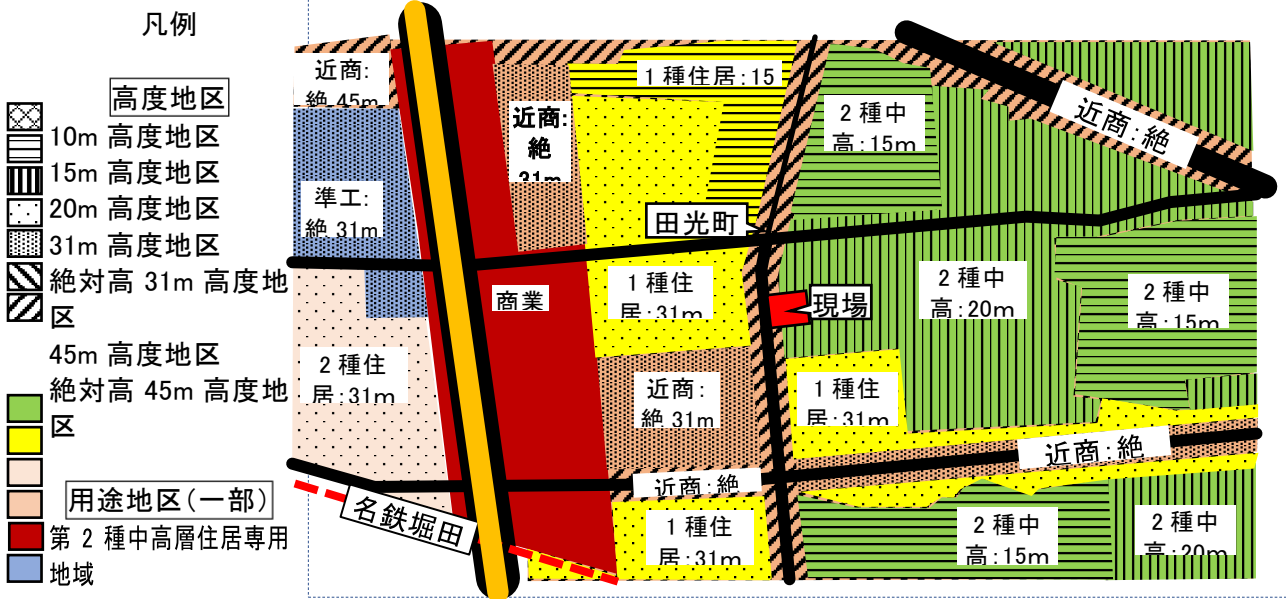 凡例
高度地区
10m 高度地区
15m 高度地区
20m 高度地区
31m 高度地区
絶対高 31m 高度地
区
45m 高度地区
絶対高 45m 高度地
区
用途地区(一部)
第 2 種中高層住居専用
地域
近商:
絶 45m
準工:
絶 31m
2 種住
居:31m
名鉄堀田
商業
近商:
絶
31m
1 種住居:15
田光町
1 種住
居:31m
近商:
絶 31m
近商:絶
1 種住
居:31m
2 種中
高:15m
近商:絶
現場
2 種中
高:20m
2 種中
高:15m
1 種住
居:31m
近商:絶
2 種中
高:15m
2 種中
高:20m